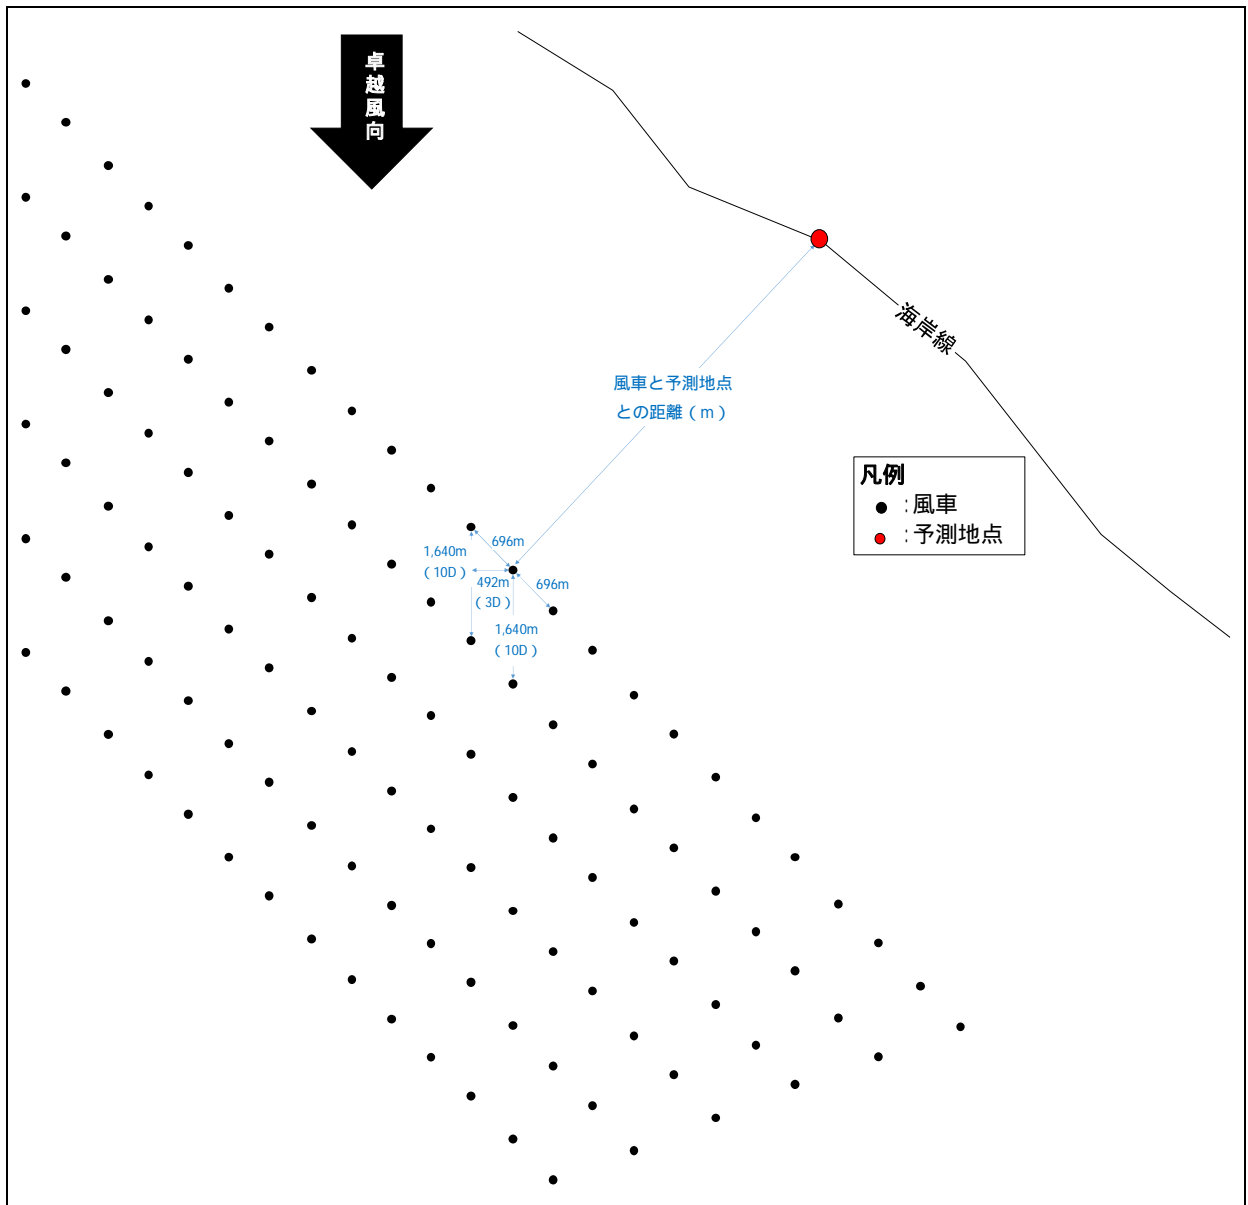 卓越風向
海岸線
風車と予測地点
との距離（ｍ）
凡例
：風車
：予測地点
696m
1,640m
（10D）
492m
（3D）
696m
1,640m
（10D）